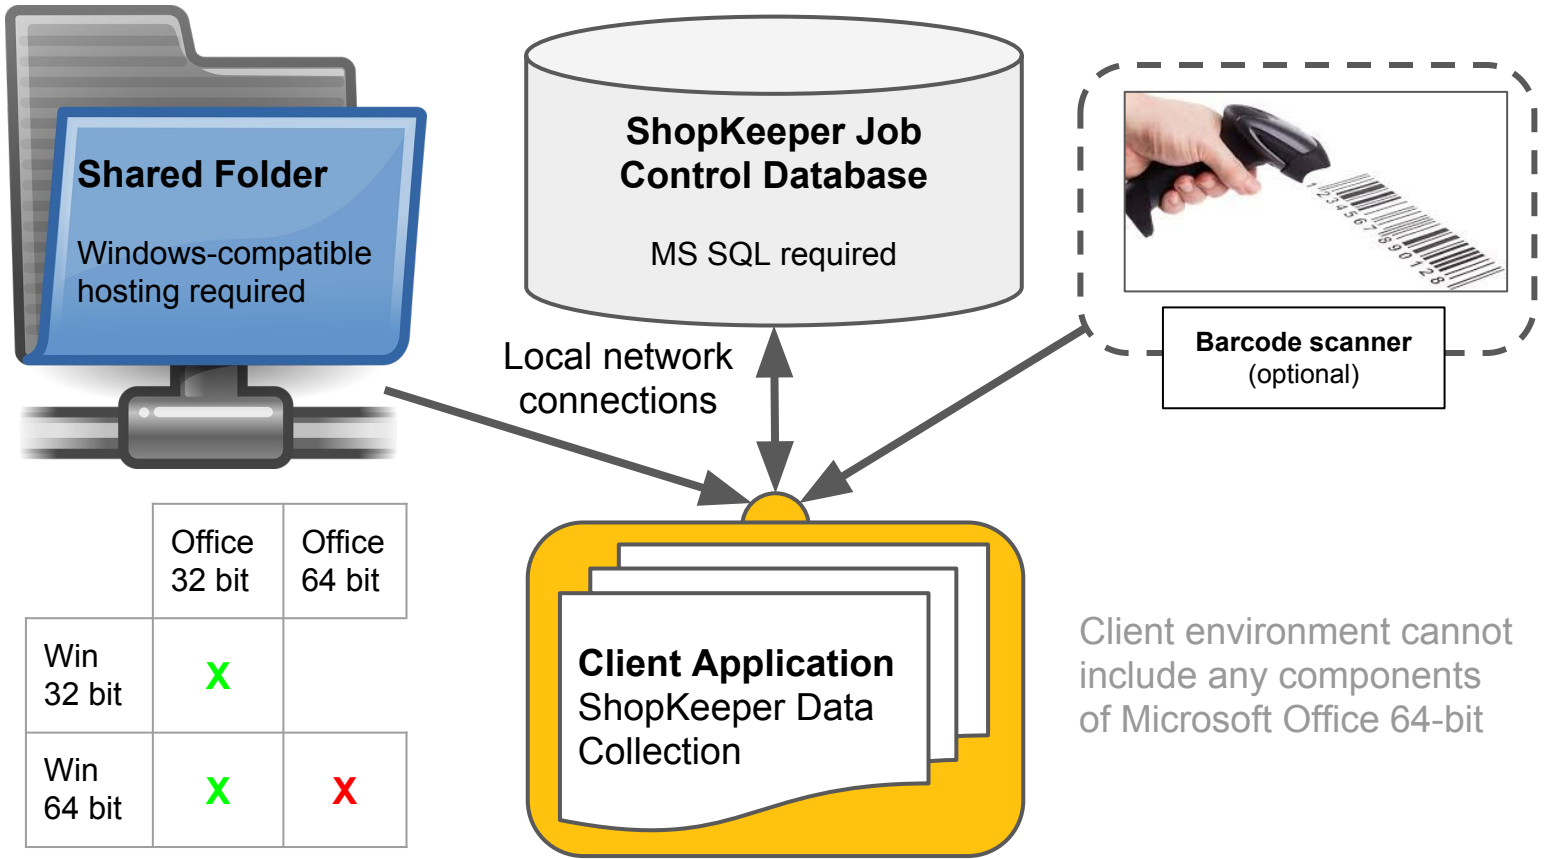 Shared Folder
Windows-compatible
hosting required
ShopKeeper Job
Control Database
MS SQL required
1234567890128
Barcode scanner
(optional)
Local network
connections
Office
32 bit
Office
64 bit
Win
32 bit
X
Win
64 bit
X
X
Client Application
ShopKeeper Data
Collection
Client environment cannot
include any components
of Microsoft Office 64-bit